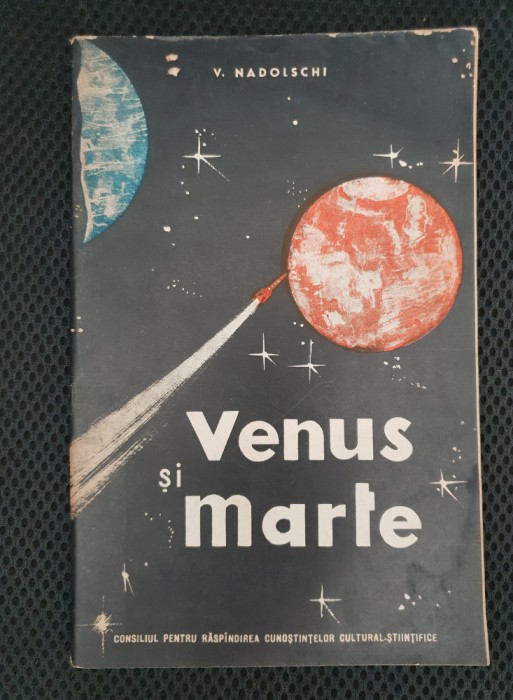 V. NADOLSCHI
Venus
și
marte
CONSILIUL PENTRU RĂSPÎNDIREA CUNOȘTINȚELOR CULTURAL-ȘTIINȚIFICE